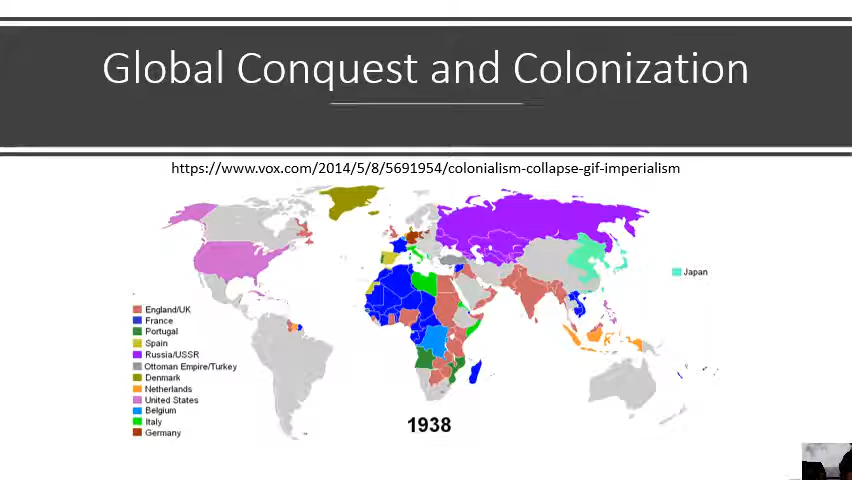 Global Conquest and Colonization
https://www.vox.com/2014/5/8/5691954/colonialism-collapse-gif-imperialism
Japan
England/UK
France
Portugal
Spain
Russia/USSR
Ottoman Empire/Turkey
Denmark
Netherlands
United States
Belgium
Italy
Germany
1938